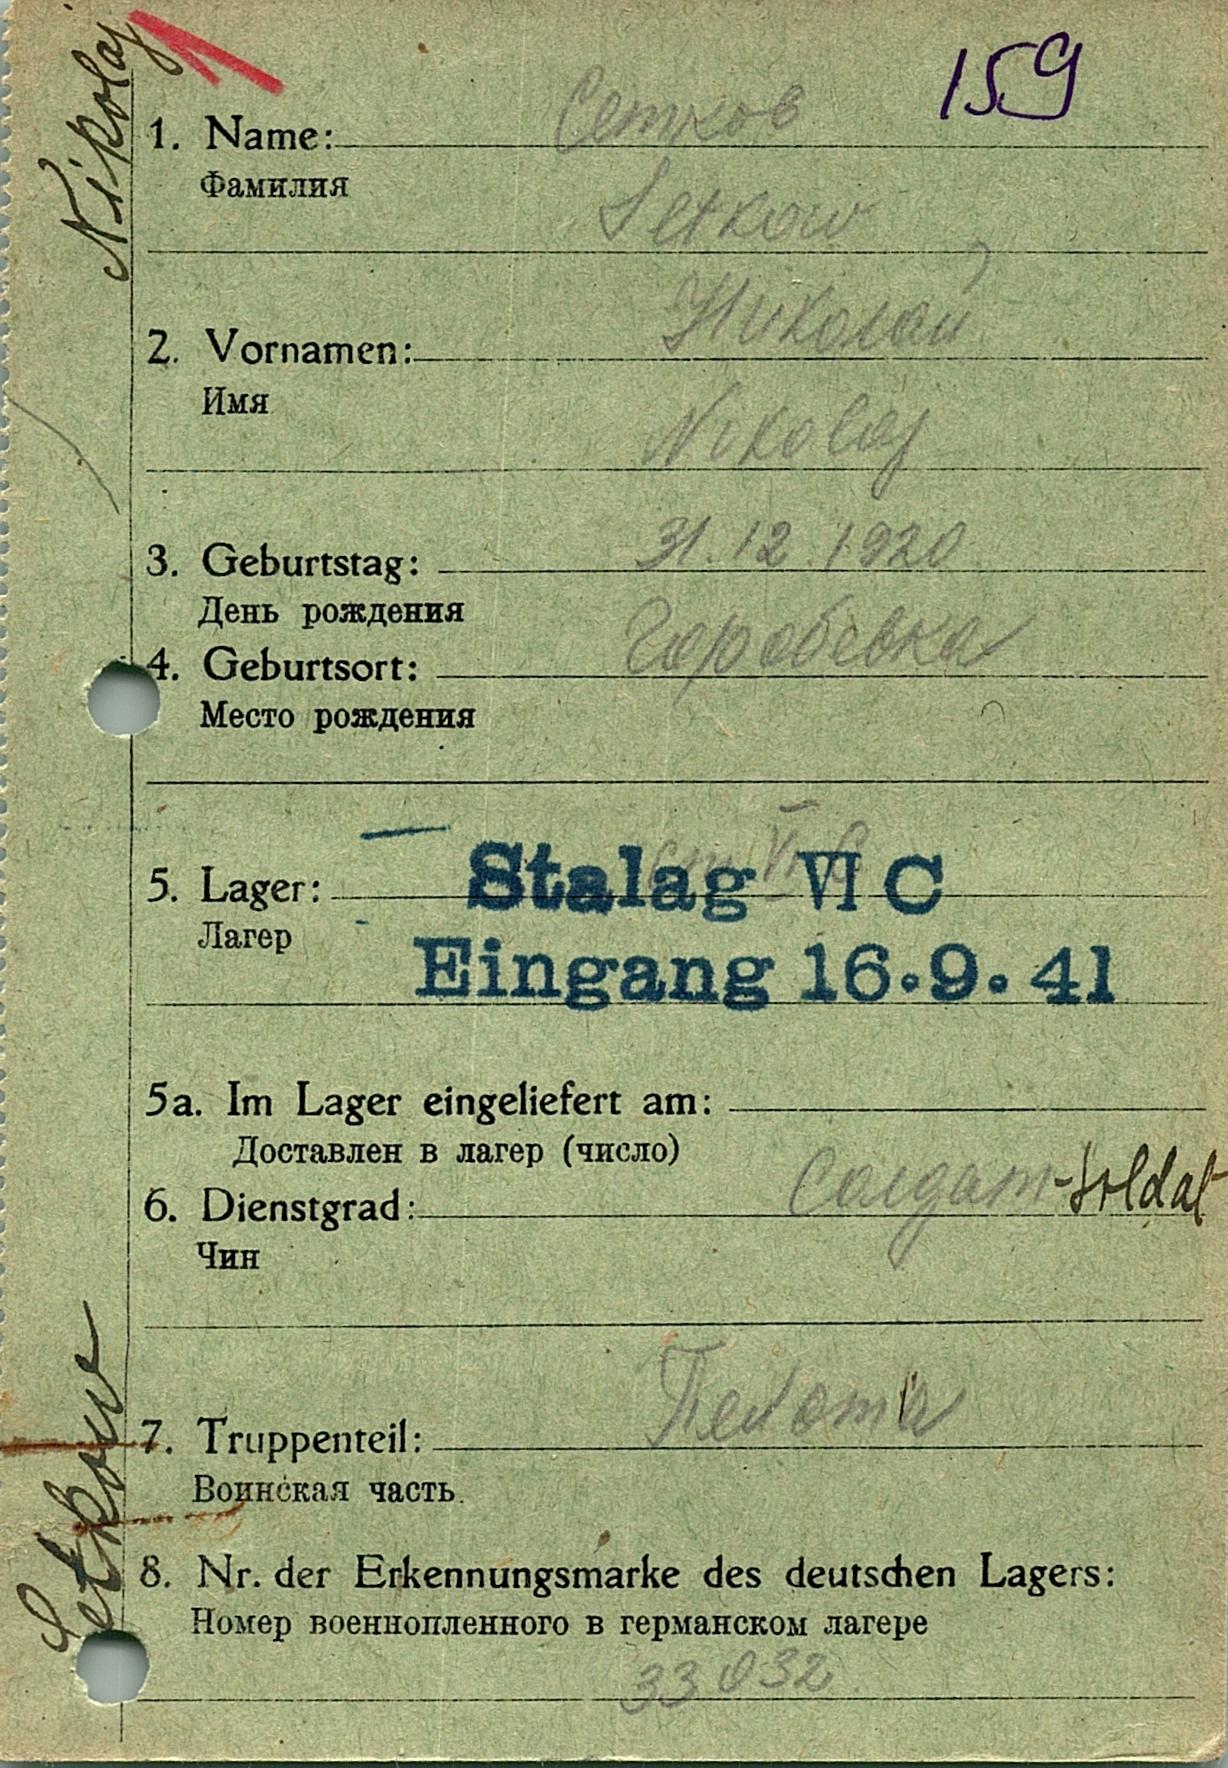 Nikolaj
159
1. Name: Сетков
Фамилия
Setkow
2. Vornamen: Николай
Имя
Nikolaj
3. Geburtstag: 31.12.1920
День рождения
4. Geburtsort: Горобевка
Место рождения
5. Lager: Stalag VI C
Лагер
Eingang 16.9.41
5a. Im Lager eingeliefert am:
Доставлен в лагер (число)
6. Dienstgrad: Солдат - Soldat
Чин
7. Truppenteil: Пехота
Воинская часть
Setkow
8. Nr. der Erkennungsmarke des deutschen Lagers:
Номер военнопленного в германском лагере
33032